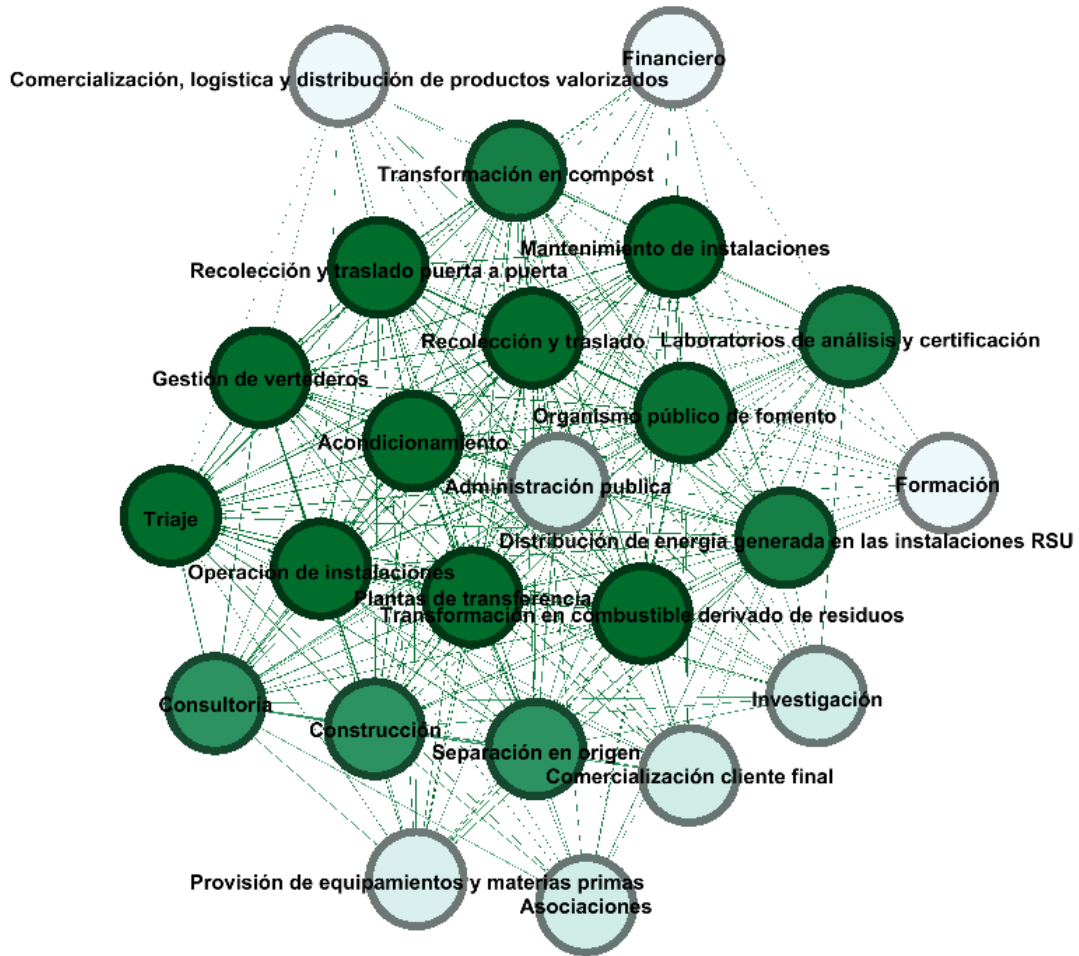 Financiero
Comercialización, logística y distribución de productos valorizados
Transformación en compost
Mantenimiento de instalaciones
Recolección y traslado puerta a puerta
Recolección y traslado
Laboratorios de análisis y certificación
Gestión de vertederos
Organismo público de fomento
Acondicionamiento
Administración publica
Formación
Triaje
Distribución de energía generada en las instalaciones RSU
Operación de instalaciones
Plantas de transferencia
Transformación en combustible derivado de residuos
Investigación
Consultoria
Construcción
Separación en origen
Comercialización cliente final
Provisión de equipamientos y materias primas
Asociaciones